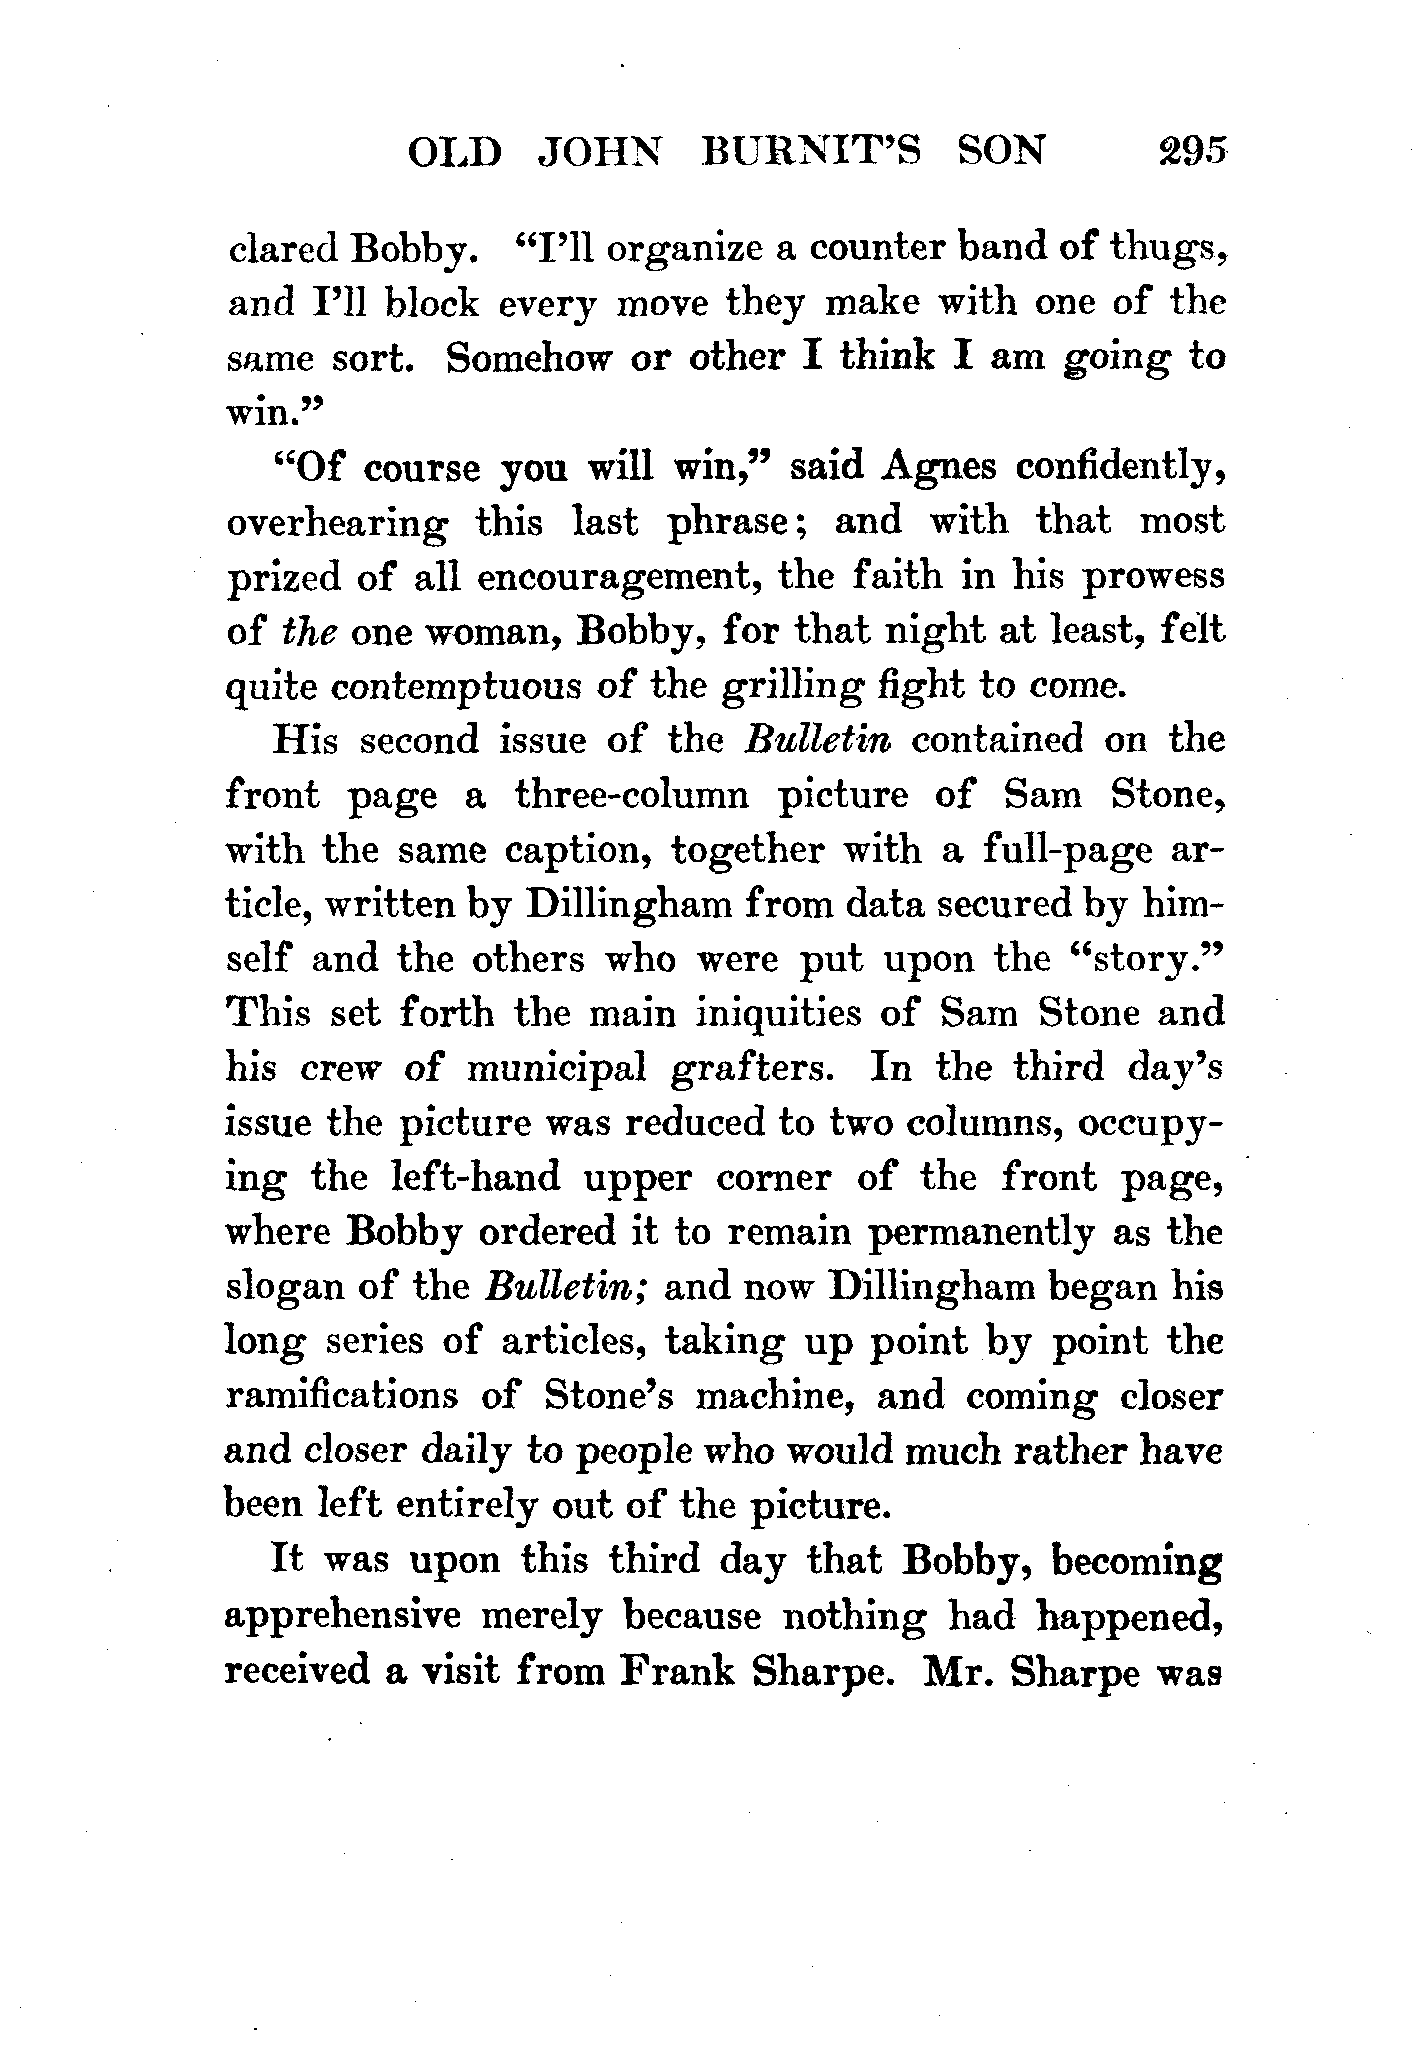 OLD JOHN BURNIT'S SON 295
clared Bobby. “I’ll organize a counter band of thugs,
and I’ll block every move they make with one of the
same sort. Somehow or other I think I am going to
win.”
“Of course you will win,” said Agnes confidently,
overhearing this last phrase; and with that most
prized of all encouragement, the faith in his prowess
of the one woman, Bobby, for that night at least, felt
quite contemptuous of the grilling fight to come.
His second issue of the Bulletin contained on the
front page a three-column picture of Sam Stone,
with the same caption, together with a full-page ar-
ticle, written by Dillingham from data secured by him-
self and the others who were put upon the “story.”
This set forth the main iniquities of Sam Stone and
his crew of municipal grafters. In the third day’s
issue the picture was reduced to two columns, occupy-
ing the left-hand upper corner of the front page,
where Bobby ordered it to remain permanently as the
slogan of the Bulletin; and now Dillingham began his
long series of articles, taking up point by point the
ramifications of Stone’s machine, and coming closer
and closer daily to people who would much rather have
been left entirely out of the picture.
It was upon this third day that Bobby, becoming
apprehensive merely because nothing had happened,
received a visit from Frank Sharpe. Mr. Sharpe was